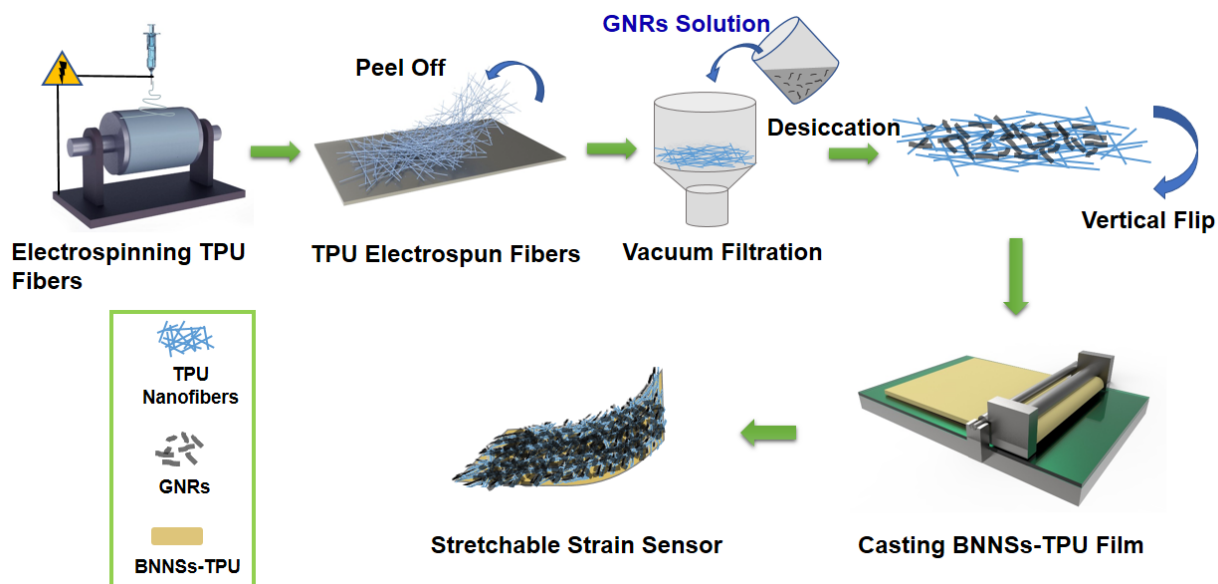 GNRs Solution
Peel Off
Desiccation
Vertical Flip
Electrospinning TPU
Fibers
TPU Electrospun Fibers
Vacuum Filtration
TPU
Nanofibers
GNRs
BNNSs-TPU
Stretchable Strain Sensor
Casting BNNSs-TPU Film